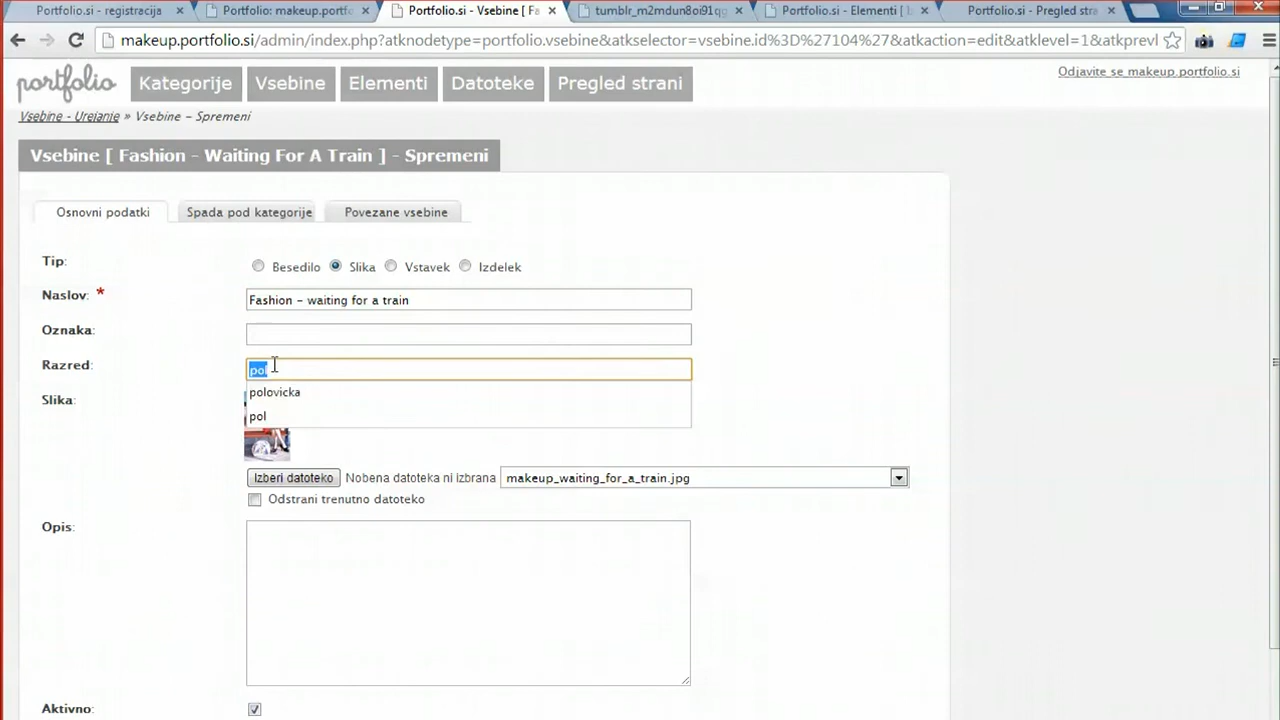 Portfolio.si - registracija
Portfolio: makeup.portfo
Portfolio.si - Vsebine [ Fa
tumblr_m2mdun8oi91qg
Portfolio.si - Elementi [
Portfolio.si - Pregled stra
makeup.portfolio.si/admin/index.php?atknodetype=portfoliovsebine&atkselector=vsebine.id%3D%27104%27&atkaction=edit&atklevel=1&atkprevl
portfolio
Kategorije
Vsebine
Elementi
Datoteke
Pregled strani
Odjavite se makeup.portfolio.si
Vsebine - Urejanje » Vsebine - Spremeni
Vsebine [ Fashion - Waiting For A Train ] - Spremeni
Osnovni podatki
Spada pod kategorije
Povezane vsebine
Tip:
Besedilo
Slika
Vstavek
Izdelek
Naslov: *
Fashion - waiting for a train
Oznaka:
Razred:
pol
polovicka
pol
Slika:
Izberi datoteko
Nobena datoteka ni izbrana
makeup_waiting_for_a_train.jpg
Odstrani trenutno datoteko
Opis:
Aktivno: